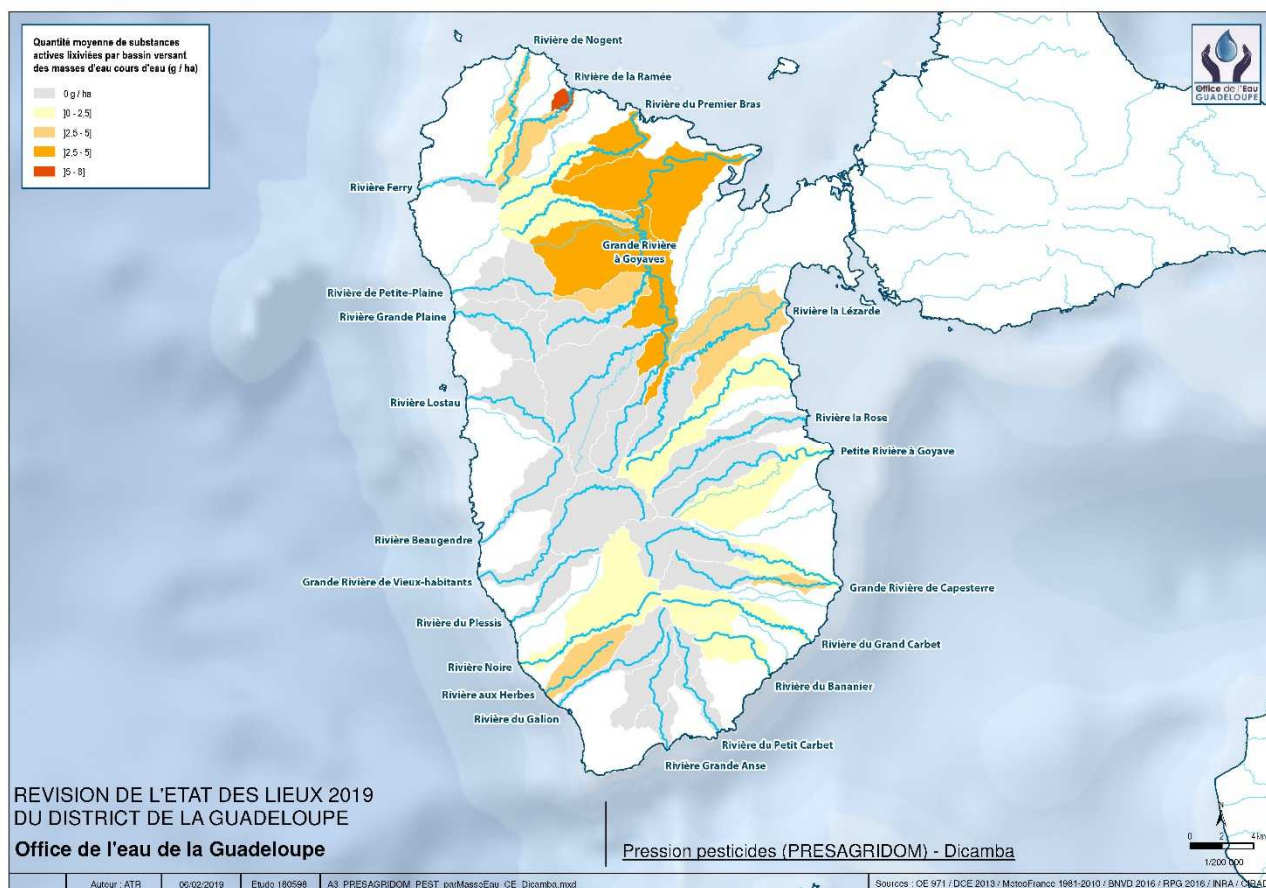 Quantité moyenne de substances
actives lixiviées par bassin versant
des masses d'eau cours d'eau (g / ha)
0 g / ha
]0 - 2,5]
]2,5 - 5]
]2,5 - 5]
]5 - 8]
Office de l'Eau
GUADELOUPE
Rivière de Nogent
Rivière de la Ramée
Rivière du Premier Bras
Rivière Ferry
Grande Rivière
à Goyaves
Rivière de Petite-Plaine
Rivière Grande Plaine
Rivière la Lézarde
Rivière Lostau
Rivière la Rose
Petite Rivière à Goyave
Rivière Beaugendre
Grande Rivière de Vieux-habitants
Grande Rivière de Capesterre
Rivière du Plessis
Rivière du Grand Carbet
Rivière Noire
Rivière du Bananier
Rivière aux Herbes
Rivière du Galion
Rivière du Petit Carbet
Rivière Grande Anse
REVISION DE L'ETAT DES LIEUX 2019
DU DISTRICT DE LA GUADELOUPE
Office de l'eau de la Guadeloupe
Pression pesticides (PRESAGRIDOM) - Dicamba
N
0 2 4 Km
1/200 000
Auteur : ATR 06/02/2019 Etude 180598 A3_PRESAGRIDOM_PEST_parMasseEau_CE_Dicamba.mxd Sources : OE 971 / DCE 2013 / MeteoFrance 1981-2010 / BNVD 2016 / RPG 2016 / INRA / CIRAD